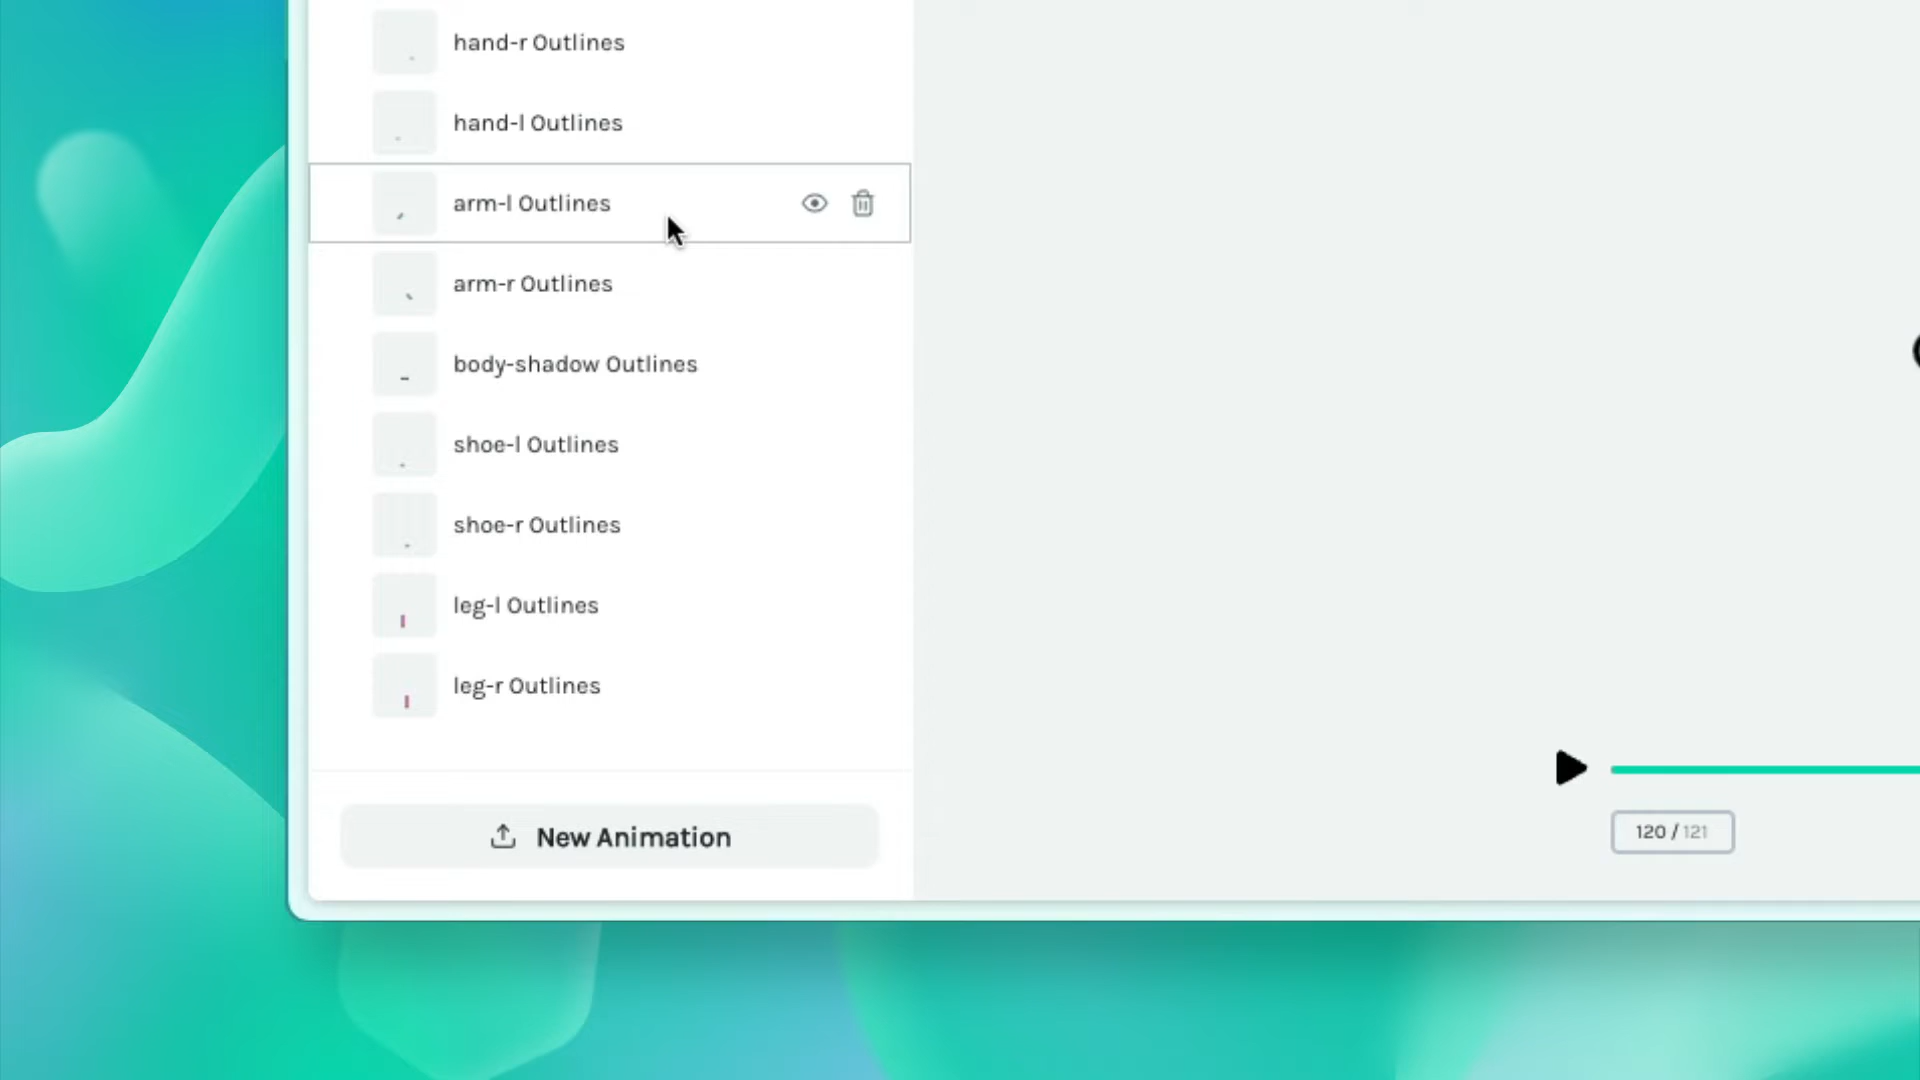 hand-r Outlines
hand-l Outlines
arm-l Outlines
arm-r Outlines
body-shadow Outlines
shoe-l Outlines
shoe-r Outlines
leg-l Outlines
leg-r Outlines
New Animation
120 / 121